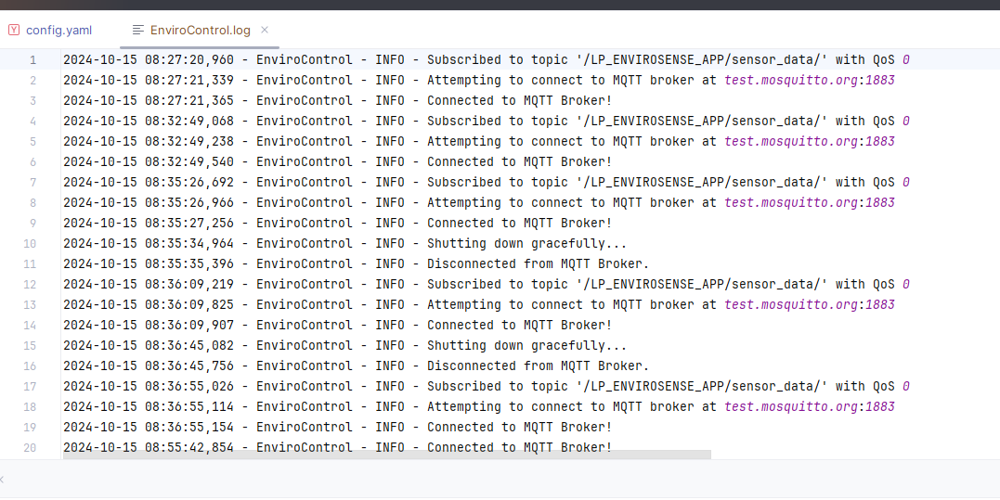 Y config.yaml EnviroControl.log ×
1 2024-10-15 08:27:20,960 - EnviroControl - INFO - Subscribed to topic '/LP_ENVIROSENSE_APP/sensor_data/' with QoS 0
2 2024-10-15 08:27:21,339 - EnviroControl - INFO - Attempting to connect to MQTT broker at test.mosquitto.org:1883
3 2024-10-15 08:27:21,365 - EnviroControl - INFO - Connected to MQTT Broker!
4 2024-10-15 08:32:49,068 - EnviroControl - INFO - Subscribed to topic '/LP_ENVIROSENSE_APP/sensor_data/' with QoS 0
5 2024-10-15 08:32:49,238 - EnviroControl - INFO - Attempting to connect to MQTT broker at test.mosquitto.org:1883
6 2024-10-15 08:32:49,540 - EnviroControl - INFO - Connected to MQTT Broker!
7 2024-10-15 08:35:26,692 - EnviroControl - INFO - Subscribed to topic '/LP_ENVIROSENSE_APP/sensor_data/' with QoS 0
8 2024-10-15 08:35:26,966 - EnviroControl - INFO - Attempting to connect to MQTT broker at test.mosquitto.org:1883
9 2024-10-15 08:35:27,256 - EnviroControl - INFO - Connected to MQTT Broker!
10 2024-10-15 08:35:34,964 - EnviroControl - INFO - Shutting down gracefully...
11 2024-10-15 08:35:35,396 - EnviroControl - INFO - Disconnected from MQTT Broker.
12 2024-10-15 08:36:09,219 - EnviroControl - INFO - Subscribed to topic '/LP_ENVIROSENSE_APP/sensor_data/' with QoS 0
13 2024-10-15 08:36:09,825 - EnviroControl - INFO - Attempting to connect to MQTT broker at test.mosquitto.org:1883
14 2024-10-15 08:36:09,907 - EnviroControl - INFO - Connected to MQTT Broker!
15 2024-10-15 08:36:45,082 - EnviroControl - INFO - Shutting down gracefully...
16 2024-10-15 08:36:45,756 - EnviroControl - INFO - Disconnected from MQTT Broker.
17 2024-10-15 08:36:55,026 - EnviroControl - INFO - Subscribed to topic '/LP_ENVIROSENSE_APP/sensor_data/' with QoS 0
18 2024-10-15 08:36:55,114 - EnviroControl - INFO - Attempting to connect to MQTT broker at test.mosquitto.org:1883
19 2024-10-15 08:36:55,154 - EnviroControl - INFO - Connected to MQTT Broker!
20 2024-10-15 08:55:42,854 - EnviroControl - INFO - Connected to MQTT Broker!